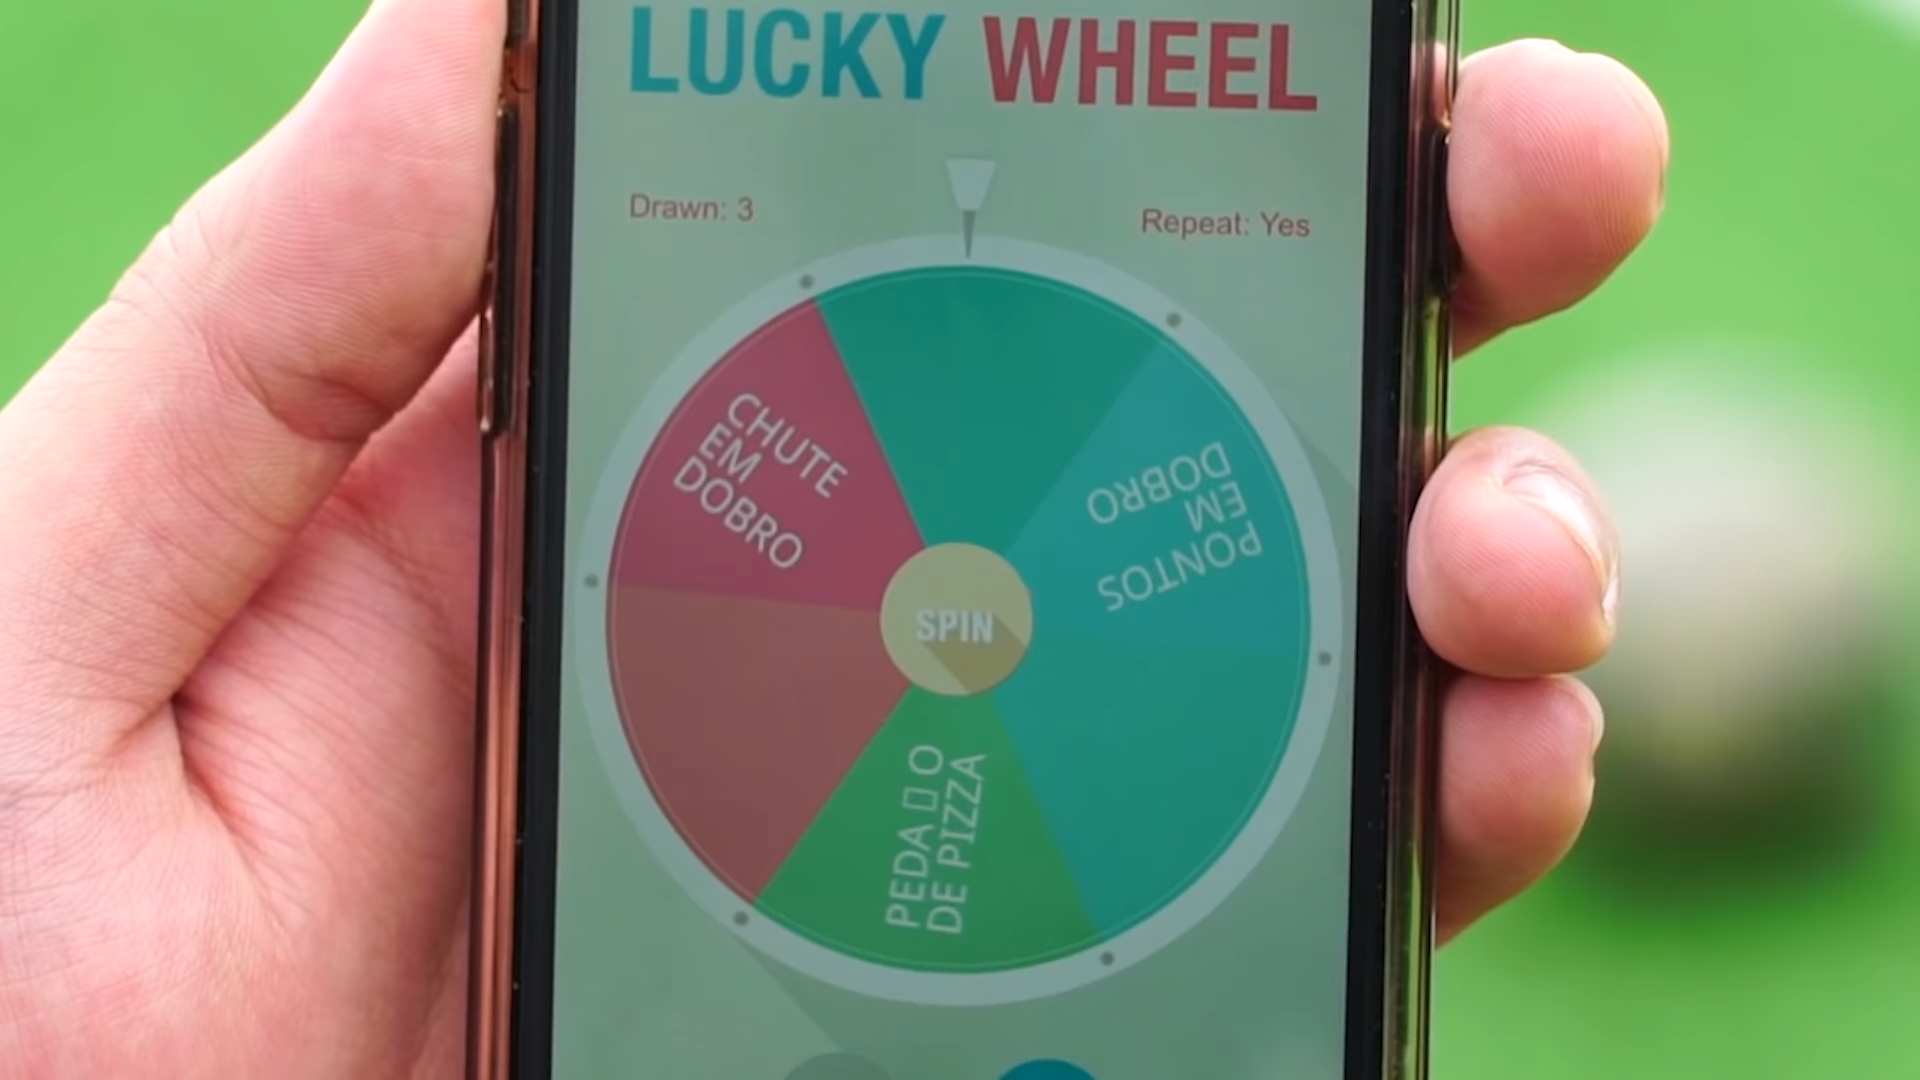 LUCKY WHEEL
Drawn: 3
Repeat: Yes
CHUTE
EM
DOBRO
PONTOS
EM
DOBRO
SPIN
PEDA▯O
DE PIZZA